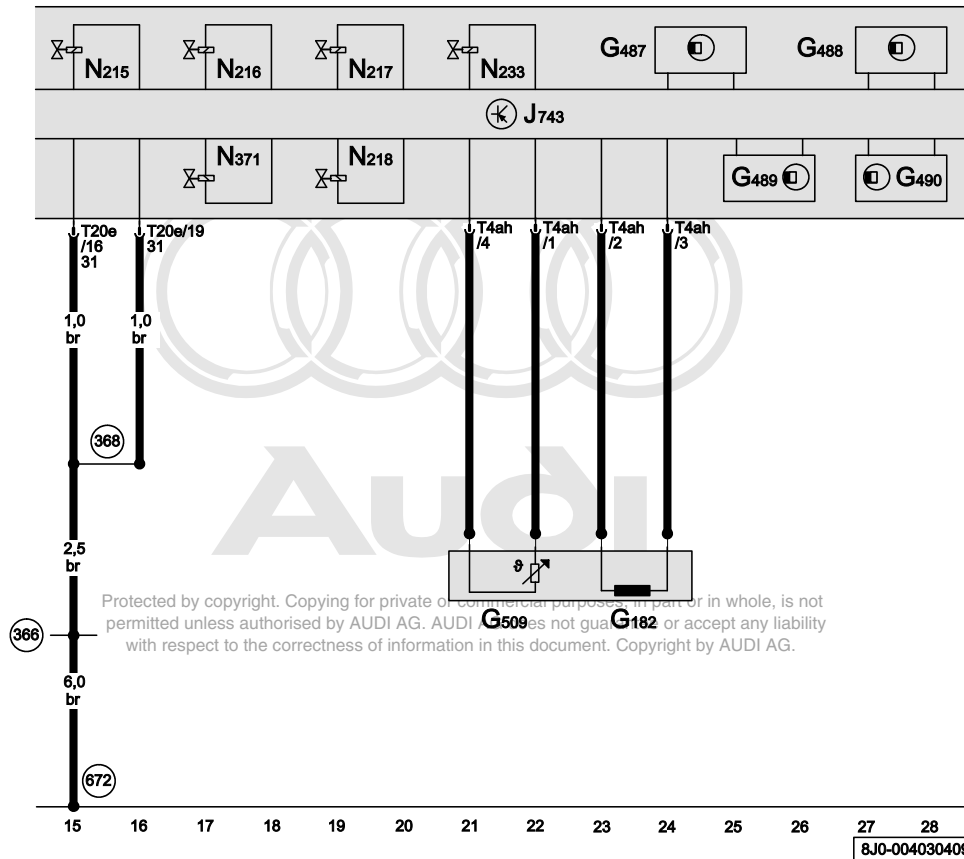 N215
N216
N217
N233
G487
G488
J743
N371
N218
G489
G490
T20e
/16
31
T20e/19
31
T4ah
/4
T4ah
/1
T4ah
/2
T4ah
/3
1,0
br
1,0
br
368
Audi
2,5
br
ϑ
Protected by copyright. Copying for private or commercial purposes, in part or in whole, is not
G509
G182
366
permitted unless authorised by AUDI AG. AUDI AG does not guarantee or accept any liability
with respect to the correctness of information in this document. Copyright by AUDI AG.
6,0
br
672
15 16 17 18 19 20 21 22 23 24 25 26 27 28
8J0-004030409